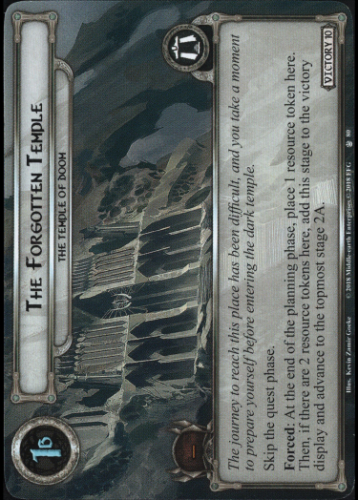 1B
THE FORGOTTEN TEMPLE
THE TEMPLE OF DOOM
–
The journey to reach this place has been difficult, and you take a moment
to prepare yourself before entering the dark temple.
Skip the quest phase.
Forced: At the end of the planning phase, place 1 resource token here.
Then, if there are 2 resource tokens here, add this stage to the victory
display and advance to the topmost stage 2A.
VICTORY 10
Illus. Kevin Zamir Goeke © 2018 Middle-earth Enterprises © 2018 FFG